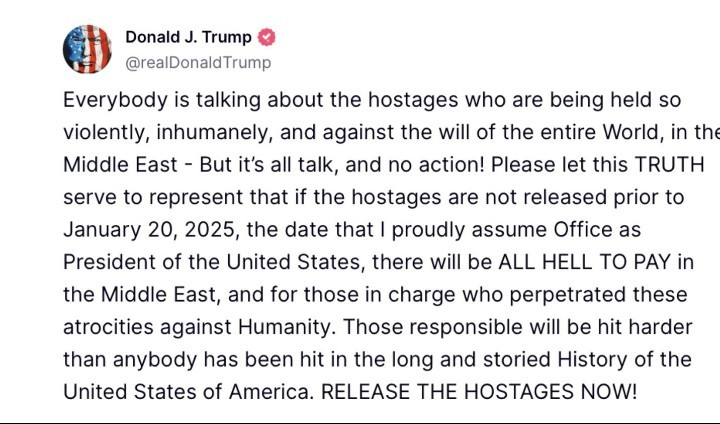 Donald J. Trump
@realDonaldTrump
Everybody is talking about the hostages who are being held so
violently, inhumanely, and against the will of the entire World, in the
Middle East - But it’s all talk, and no action! Please let this TRUTH
serve to represent that if the hostages are not released prior to
January 20, 2025, the date that I proudly assume Office as
President of the United States, there will be ALL HELL TO PAY in
the Middle East, and for those in charge who perpetrated these
atrocities against Humanity. Those responsible will be hit harder
than anybody has been hit in the long and storied History of the
United States of America. RELEASE THE HOSTAGES NOW!